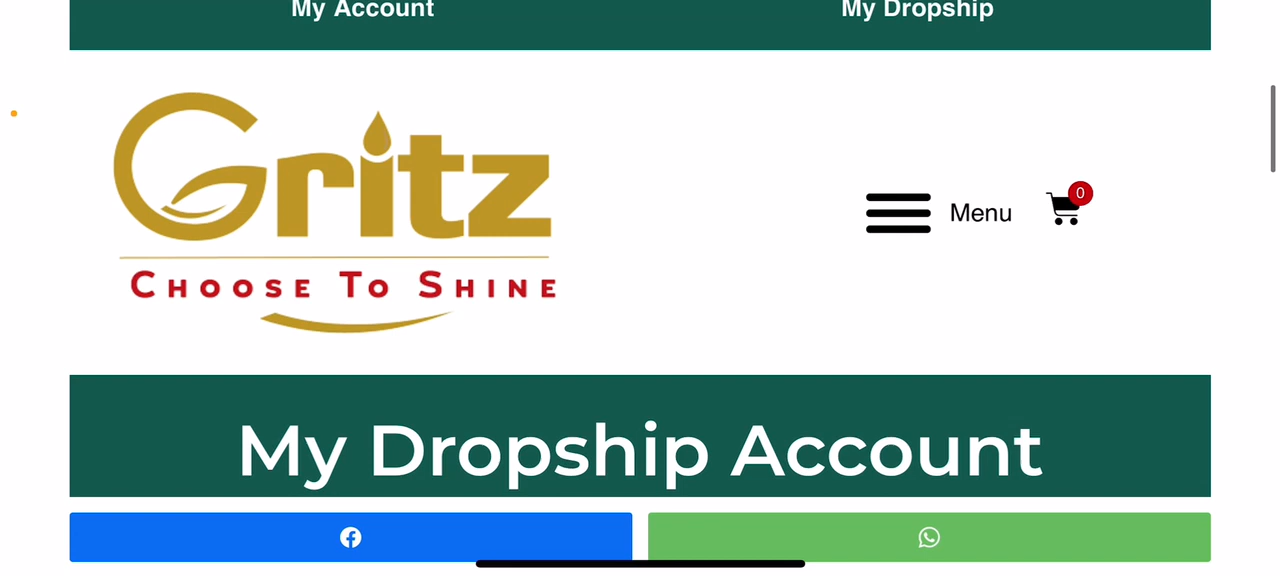 My Account
My Dropship
Gritz
CHOOSE TO SHINE
Menu
0
My Dropship Account